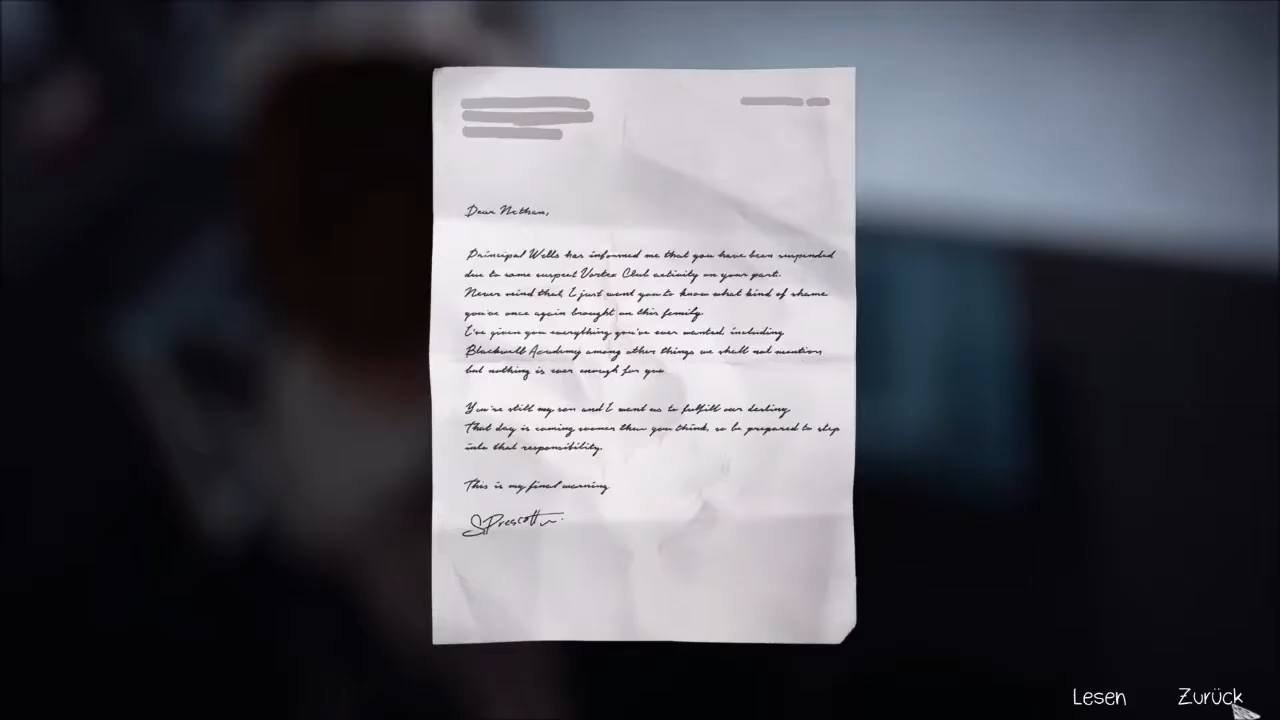 Dear Nathan,
Principal Wells has informed me that you have been suspended
due to some suspect Vortex Club activity on your part.
Never mind that, I just want you to know what kind of shame
you've once again brought on this family.
I've given you everything you've ever wanted, including
Blackwell Academy among other things we shall not mention,
but nothing is ever enough for you.
You're still my son and I want us to fulfill our destiny.
That day is coming sooner than you think, so be prepared to step
into that responsibility.
This is my final warning
S. Prescott
Lesen
Zurück